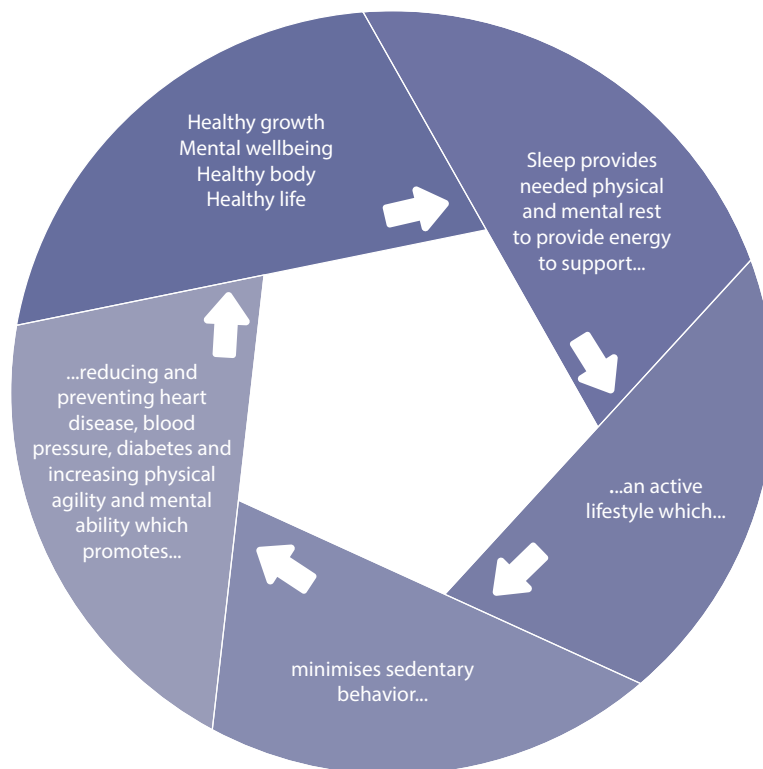 Healthy growth
Mental wellbeing
Healthy body
Healthy life
Sleep provides
needed physical
and mental rest
to provide energy
to support...
...an active
lifestyle which...
minimises sedentary
behavior...
...reducing and
preventing heart
disease, blood
pressure, diabetes and
increasing physical
agility and mental
ability which
promotes...